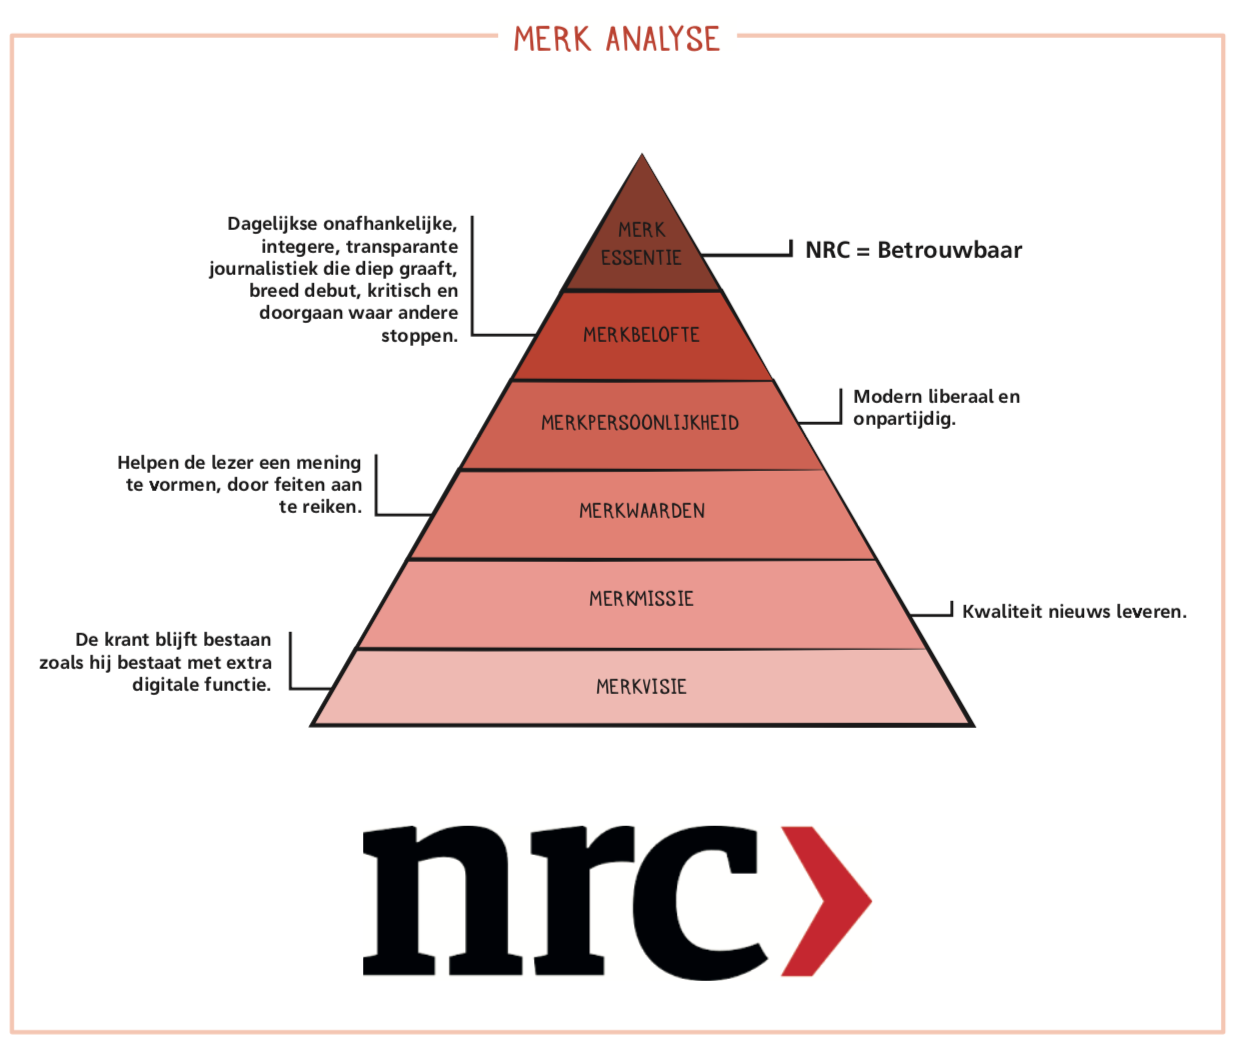 MERK ANALYSE
Dagelijkse onafhankelijke,
integere, transparante
journalistiek die diep graaft,
breed debut, kritisch en
doorgaan waar andere
stoppen.
MERK
ESSENTIE
NRC = Betrouwbaar
MERKBELOFTE
MERKPERSOONLIJKHEID
Modern liberaal en
onpartijdig.
Helpen de lezer een mening
te vormen, door feiten aan
te reiken.
MERKWAARDEN
MERKMISSIE
Kwaliteit nieuws leveren.
De krant blijft bestaan
zoals hij bestaat met extra
digitale functie.
MERKVISIE
nrc